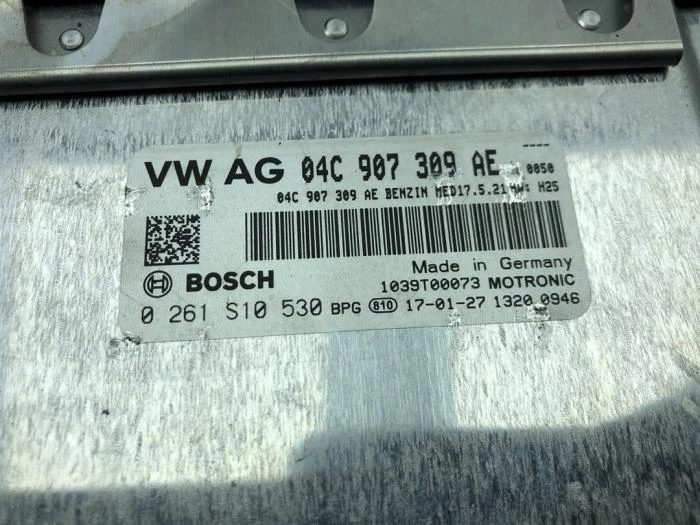 VW AG 04C 907 309 AE 0050
04C 907 309 AE BENZIN MED17.5.21 HW: H25
Made in Germany
BOSCH 1039T00073 MOTRONIC
0 261 S10 530 BPG 810 17-01-27 1320 0946